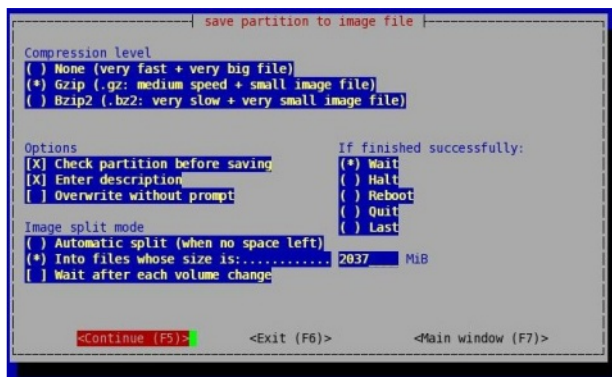 save partition to image file
Compression level
( ) None (very fast + very big file)
(*) Gzip (.gz: medium speed + small image file)
( ) Bzip2 (.bz2: very slow + very small image file)
Options
[X] Check partition before saving
[X] Enter description
[ ] Overwrite without prompt
If finished successfully:
(*) Wait
( ) Halt
( ) Reboot
( ) Quit
( ) Last
Image split mode
( ) Automatic split (when no space left)
(*) Into files whose size is:............ 2037____ MiB
[ ] Wait after each volume change
<Continue (F5)> <Exit (F6)> <Main window (F7)>